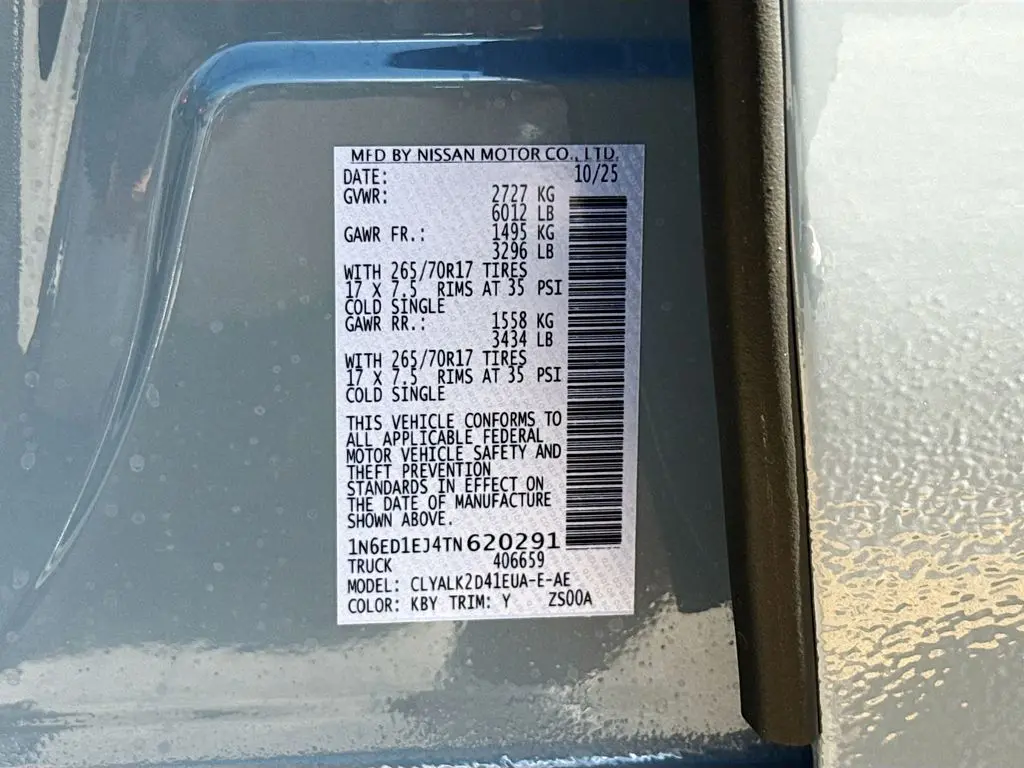 MFD BY NISSAN MOTOR CO., LTD.
DATE: 10/25
GVWR: 2727 KG
6012 LB
GAWR FR.: 1495 KG
3296 LB
WITH 265/70R17 TIRES
17 X 7.5 RIMS AT 35 PSI
COLD SINGLE
GAWR RR.: 1558 KG
3434 LB
WITH 265/70R17 TIRES
17 X 7.5 RIMS AT 35 PSI
COLD SINGLE
THIS VEHICLE CONFORMS TO
ALL APPLICABLE FEDERAL
MOTOR VEHICLE SAFETY AND
THEFT PREVENTION
STANDARDS IN EFFECT ON
THE DATE OF MANUFACTURE
SHOWN ABOVE.
1N6ED1EJ4TN620291
TRUCK 406659
MODEL: CLYALK2D41EUA-E-AE
COLOR: KBY TRIM: Y ZS00A